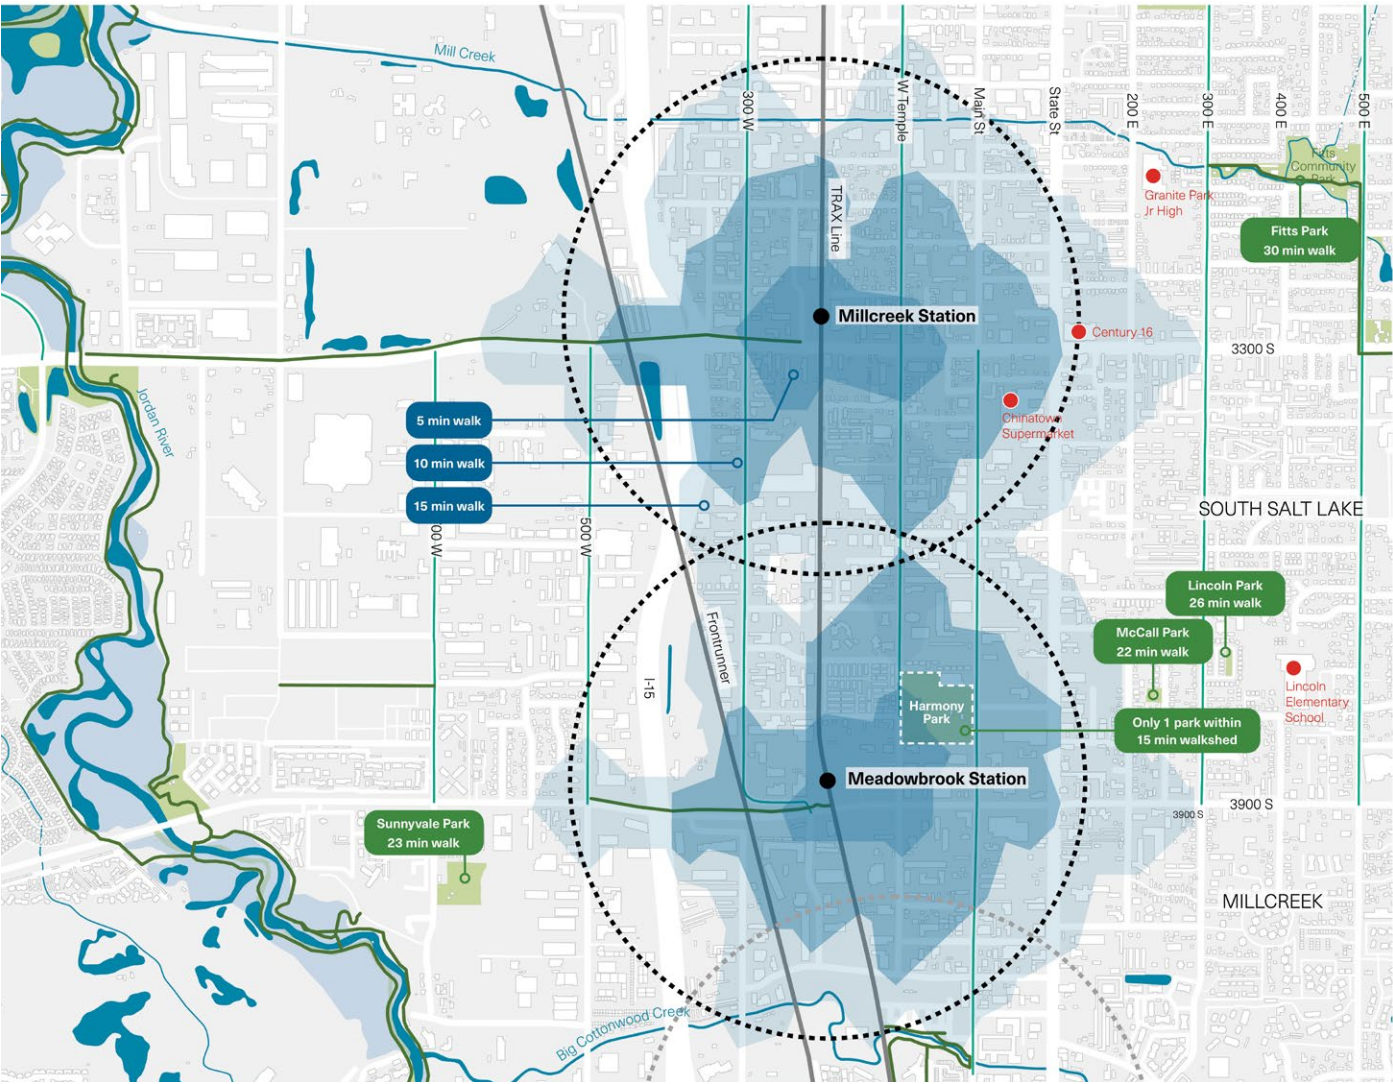 Mill Creek
300 W
W Temple
Main St
State St
200 E
300 E
400 E
500 E
TRAX Line
Fitts
Community
Park
Granite Park
Jr High
Fitts Park
30 min walk
Millcreek Station
Century 16
3300 S
Jordan River
5 min walk
10 min walk
15 min walk
Chinatown
Supermarket
00 W
500 W
SOUTH SALT LAKE
Lincoln Park
26 min walk
McCall Park
22 min walk
Frontrunner
I-15
Harmony
Park
Lincoln
Elementary
School
Only 1 park within
15 min walkshed
Meadowbrook Station
3900 S
3900 S
Sunnyvale Park
23 min walk
MILLCREEK
Big Cottonwood Creek